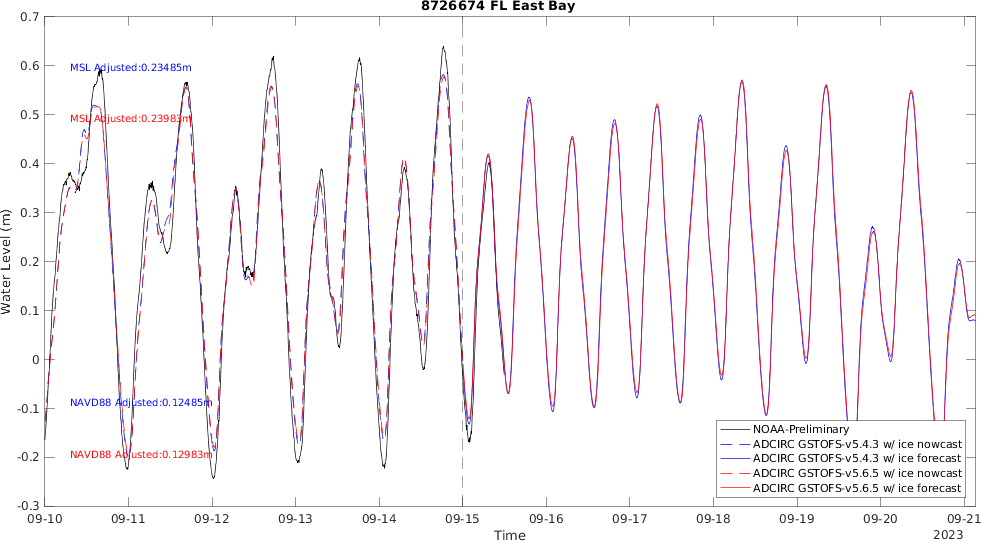 8726674 FL East Bay
Water Level (m)
0.7
0.6
0.5
0.4
0.3
0.2
0.1
0
-0.1
-0.2
-0.3
MSL Adjusted:0.23485m
MSL Adjusted:0.23983m
NAVD88 Adjusted:0.12485m
NAVD88 Adjusted:0.12983m
NOAA-Preliminary
ADCIRC GSTOFS-v5.4.3 w/ ice nowcast
ADCIRC GSTOFS-v5.4.3 w/ ice forecast
ADCIRC GSTOFS-v5.6.5 w/ ice nowcast
ADCIRC GSTOFS-v5.6.5 w/ ice forecast
09-10 09-11 09-12 09-13 09-14 09-15 09-16 09-17 09-18 09-19 09-20 09-21
Time
2023